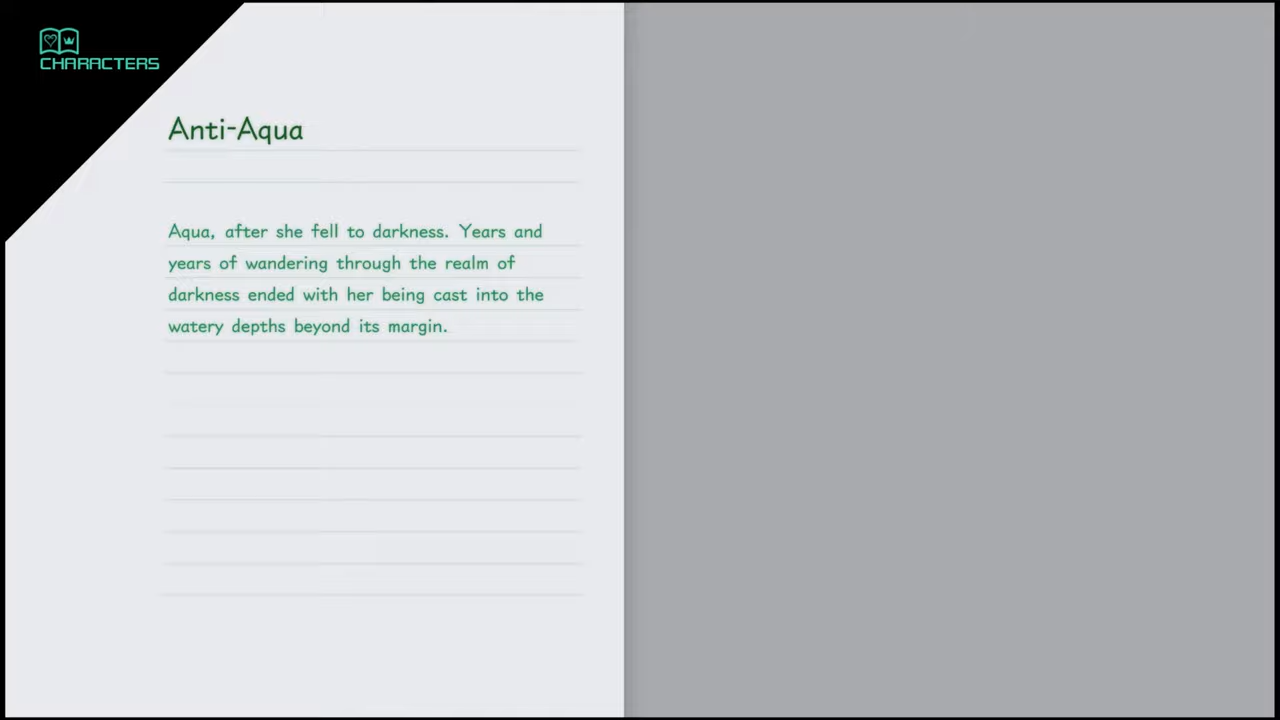 CHARACTERS
Anti-Aqua
Aqua, after she fell to darkness. Years and
years of wandering through the realm of
darkness ended with her being cast into the
watery depths beyond its margin.